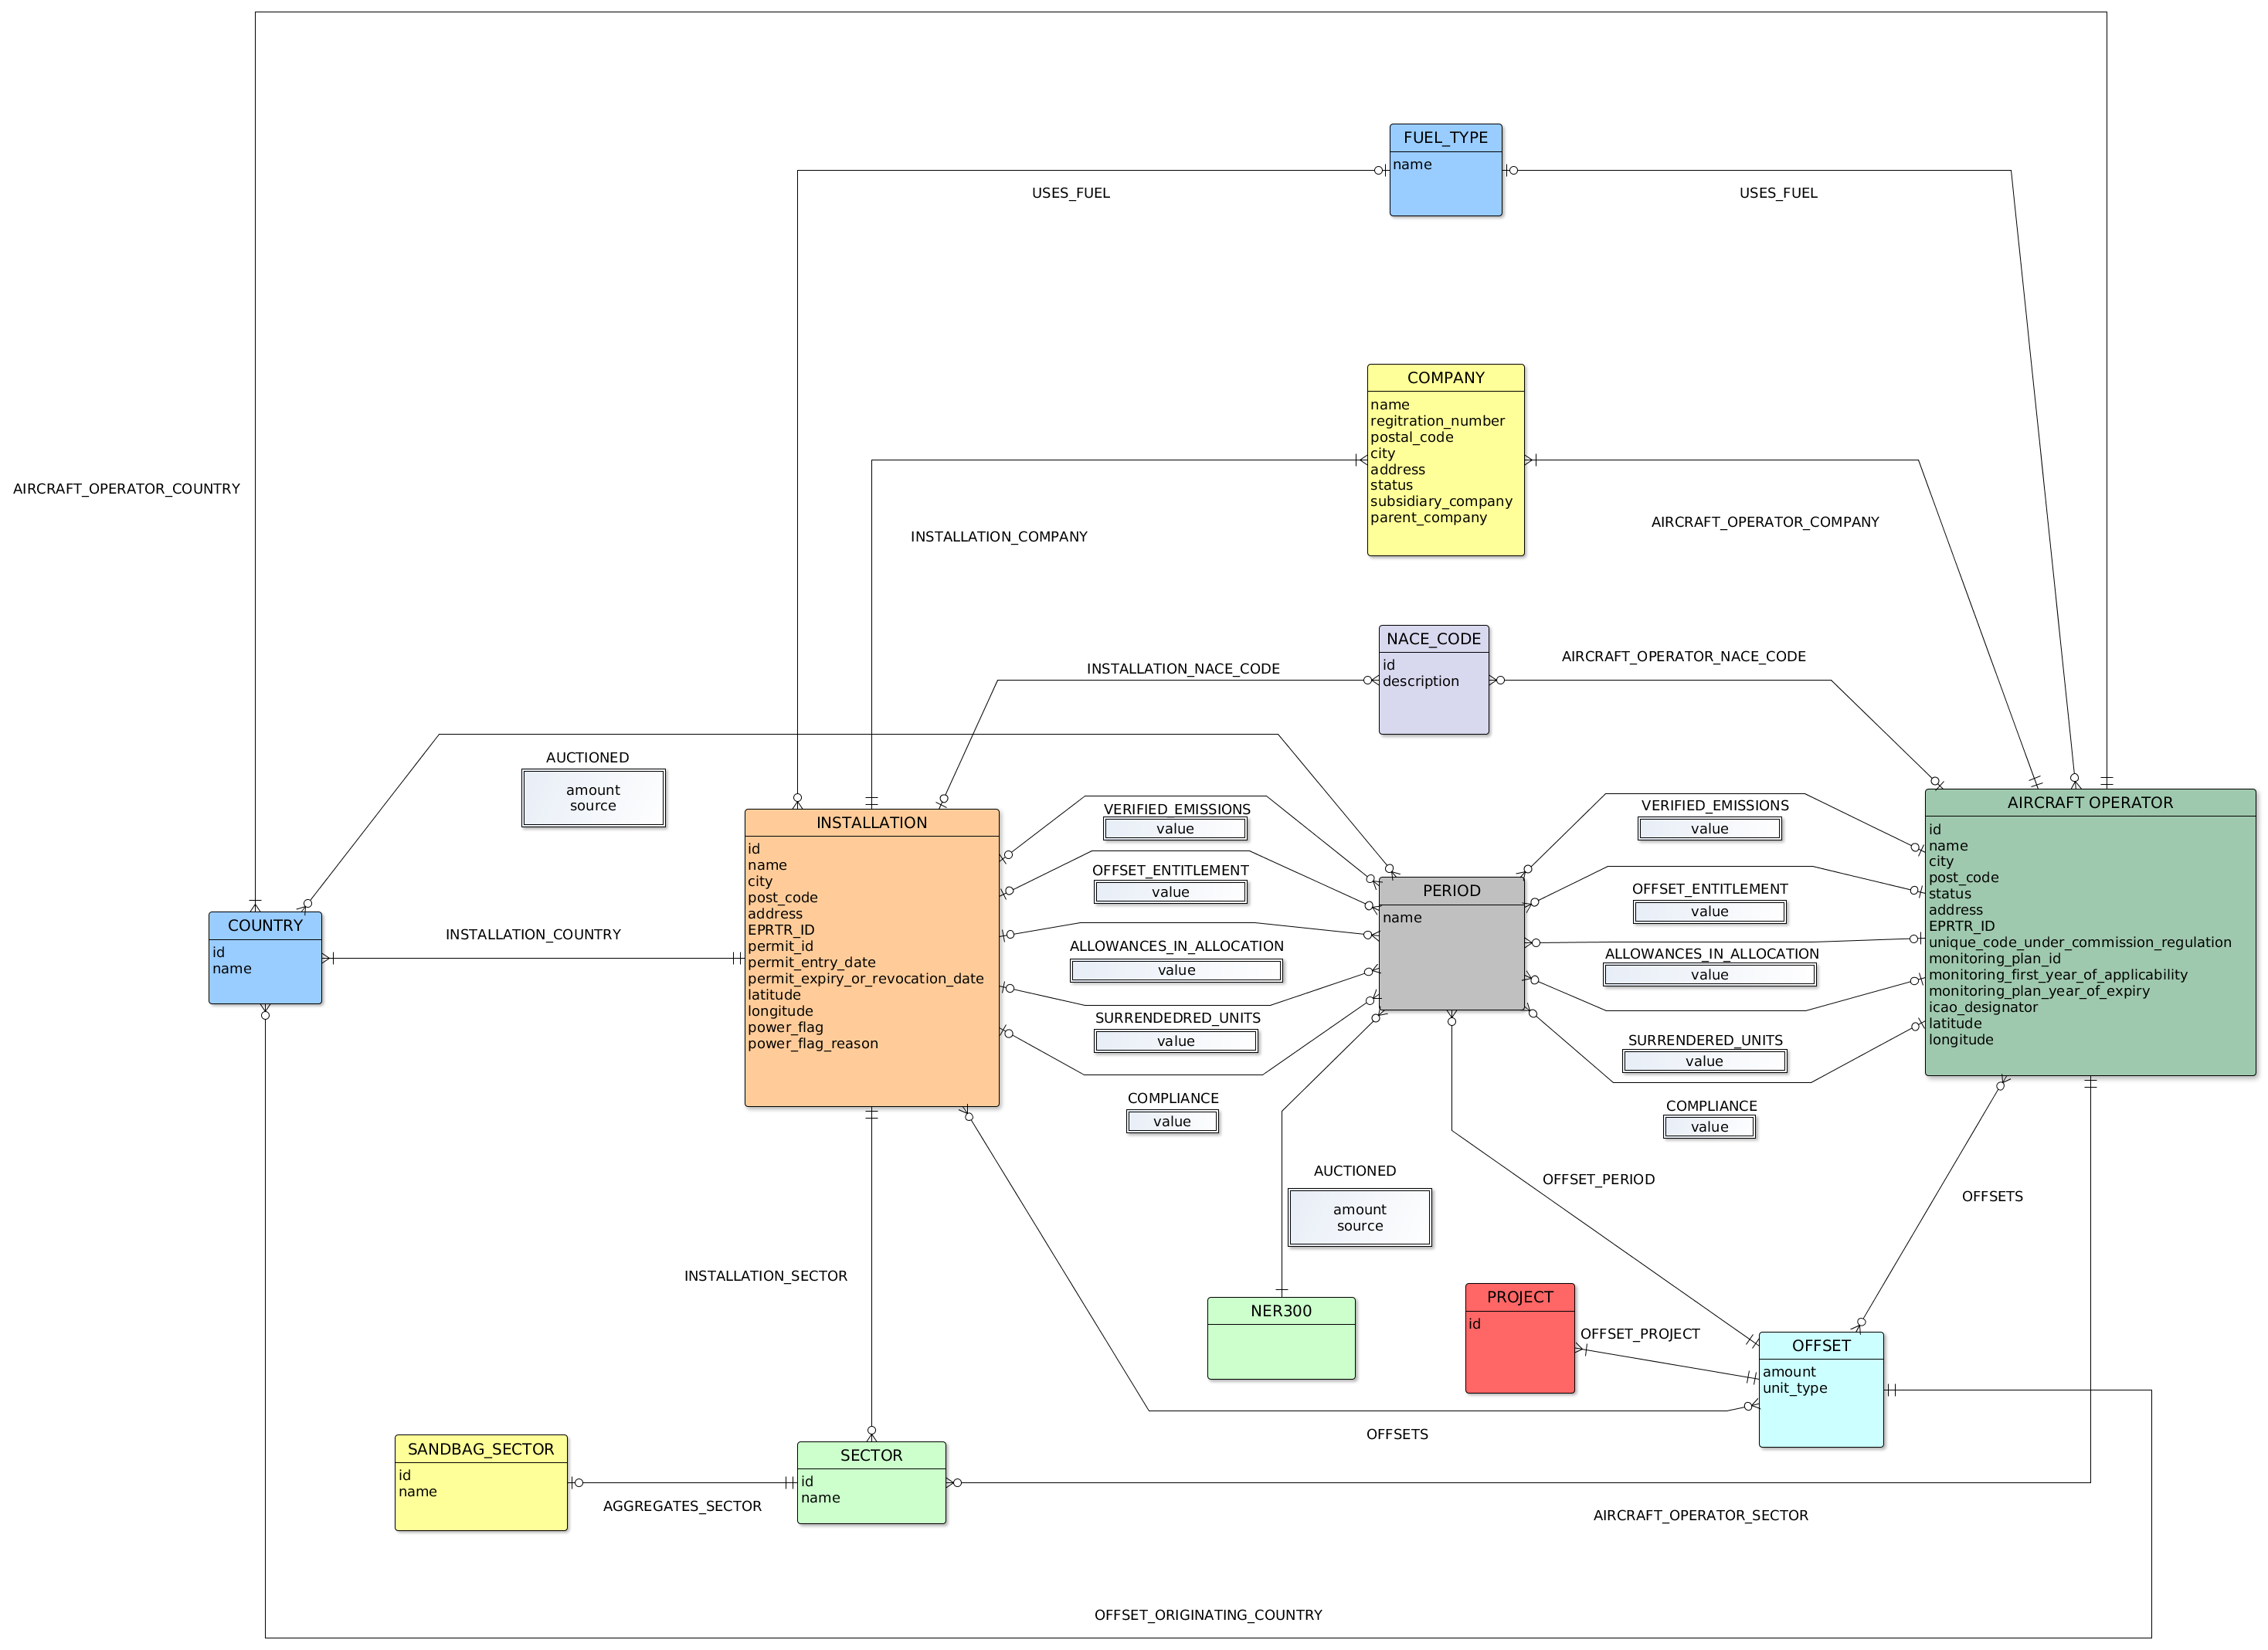 FUEL_TYPE
name
USES_FUEL
USES_FUEL
COMPANY
name
regitration_number
postal_code
city
address
status
subsidiary_company
parent_company
AIRCRAFT_OPERATOR_COUNTRY
INSTALLATION_COMPANY
AIRCRAFT_OPERATOR_COMPANY
NACE_CODE
id
description
INSTALLATION_NACE_CODE
AIRCRAFT_OPERATOR_NACE_CODE
AUCTIONED
amount
source
INSTALLATION
id
name
city
post_code
address
EPRTR_ID
permit_id
permit_entry_date
permit_expiry_or_revocation_date
latitude
longitude
power_flag
power_flag_reason
VERIFIED_EMISSIONS
value
OFFSET_ENTITLEMENT
value
ALLOWANCES_IN_ALLOCATION
value
SURRENDEDRED_UNITS
value
COMPLIANCE
value
PERIOD
name
VERIFIED_EMISSIONS
value
OFFSET_ENTITLEMENT
value
ALLOWANCES_IN_ALLOCATION
value
SURRENDERED_UNITS
value
COMPLIANCE
value
AIRCRAFT OPERATOR
id
name
city
post_code
status
address
EPRTR_ID
unique_code_under_commission_regulation
monitoring_plan_id
monitoring_first_year_of_applicability
monitoring_plan_year_of_expiry
icao_designator
latitude
longitude
COUNTRY
id
name
INSTALLATION_COUNTRY
AUCTIONED
amount
source
OFFSET_PERIOD
OFFSETS
INSTALLATION_SECTOR
NER300
PROJECT
id
OFFSET_PROJECT
OFFSET
amount
unit_type
OFFSETS
SANDBAG_SECTOR
id
name
AGGREGATES_SECTOR
SECTOR
id
name
AIRCRAFT_OPERATOR_SECTOR
OFFSET_ORIGINATING_COUNTRY